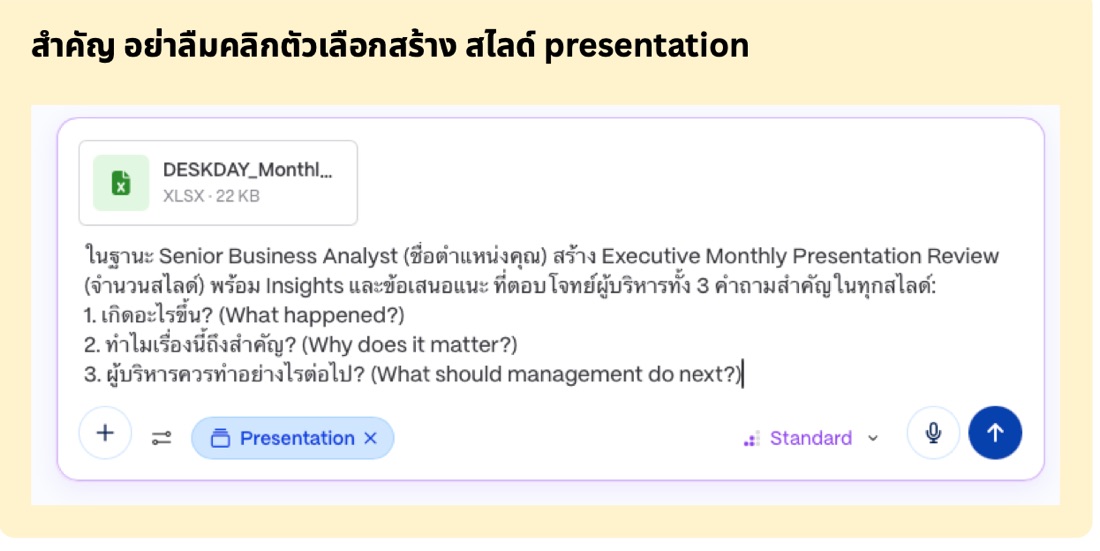 สำคัญ อย่าลืมคลิกตัวเลือกสร้าง สไลด์ presentation
DESKDAY_Monthl...
XLSX · 22 KB
ในฐานะ Senior Business Analyst (ชื่อตำแหน่งคุณ) สร้าง Executive Monthly Presentation Review
(จำนวนสไลด์) พร้อม Insights และข้อเสนอแนะ ที่ตอบโจทย์ผู้บริหารทั้ง 3 คำถามสำคัญในทุกสไลด์:
1. เกิดอะไรขึ้น? (What happened?)
2. ทำไมเรื่องนี้ถึงสำคัญ? (Why does it matter?)
3. ผู้บริหารควรทำอย่างไรต่อไป? (What should management do next?)
Presentation
Standard